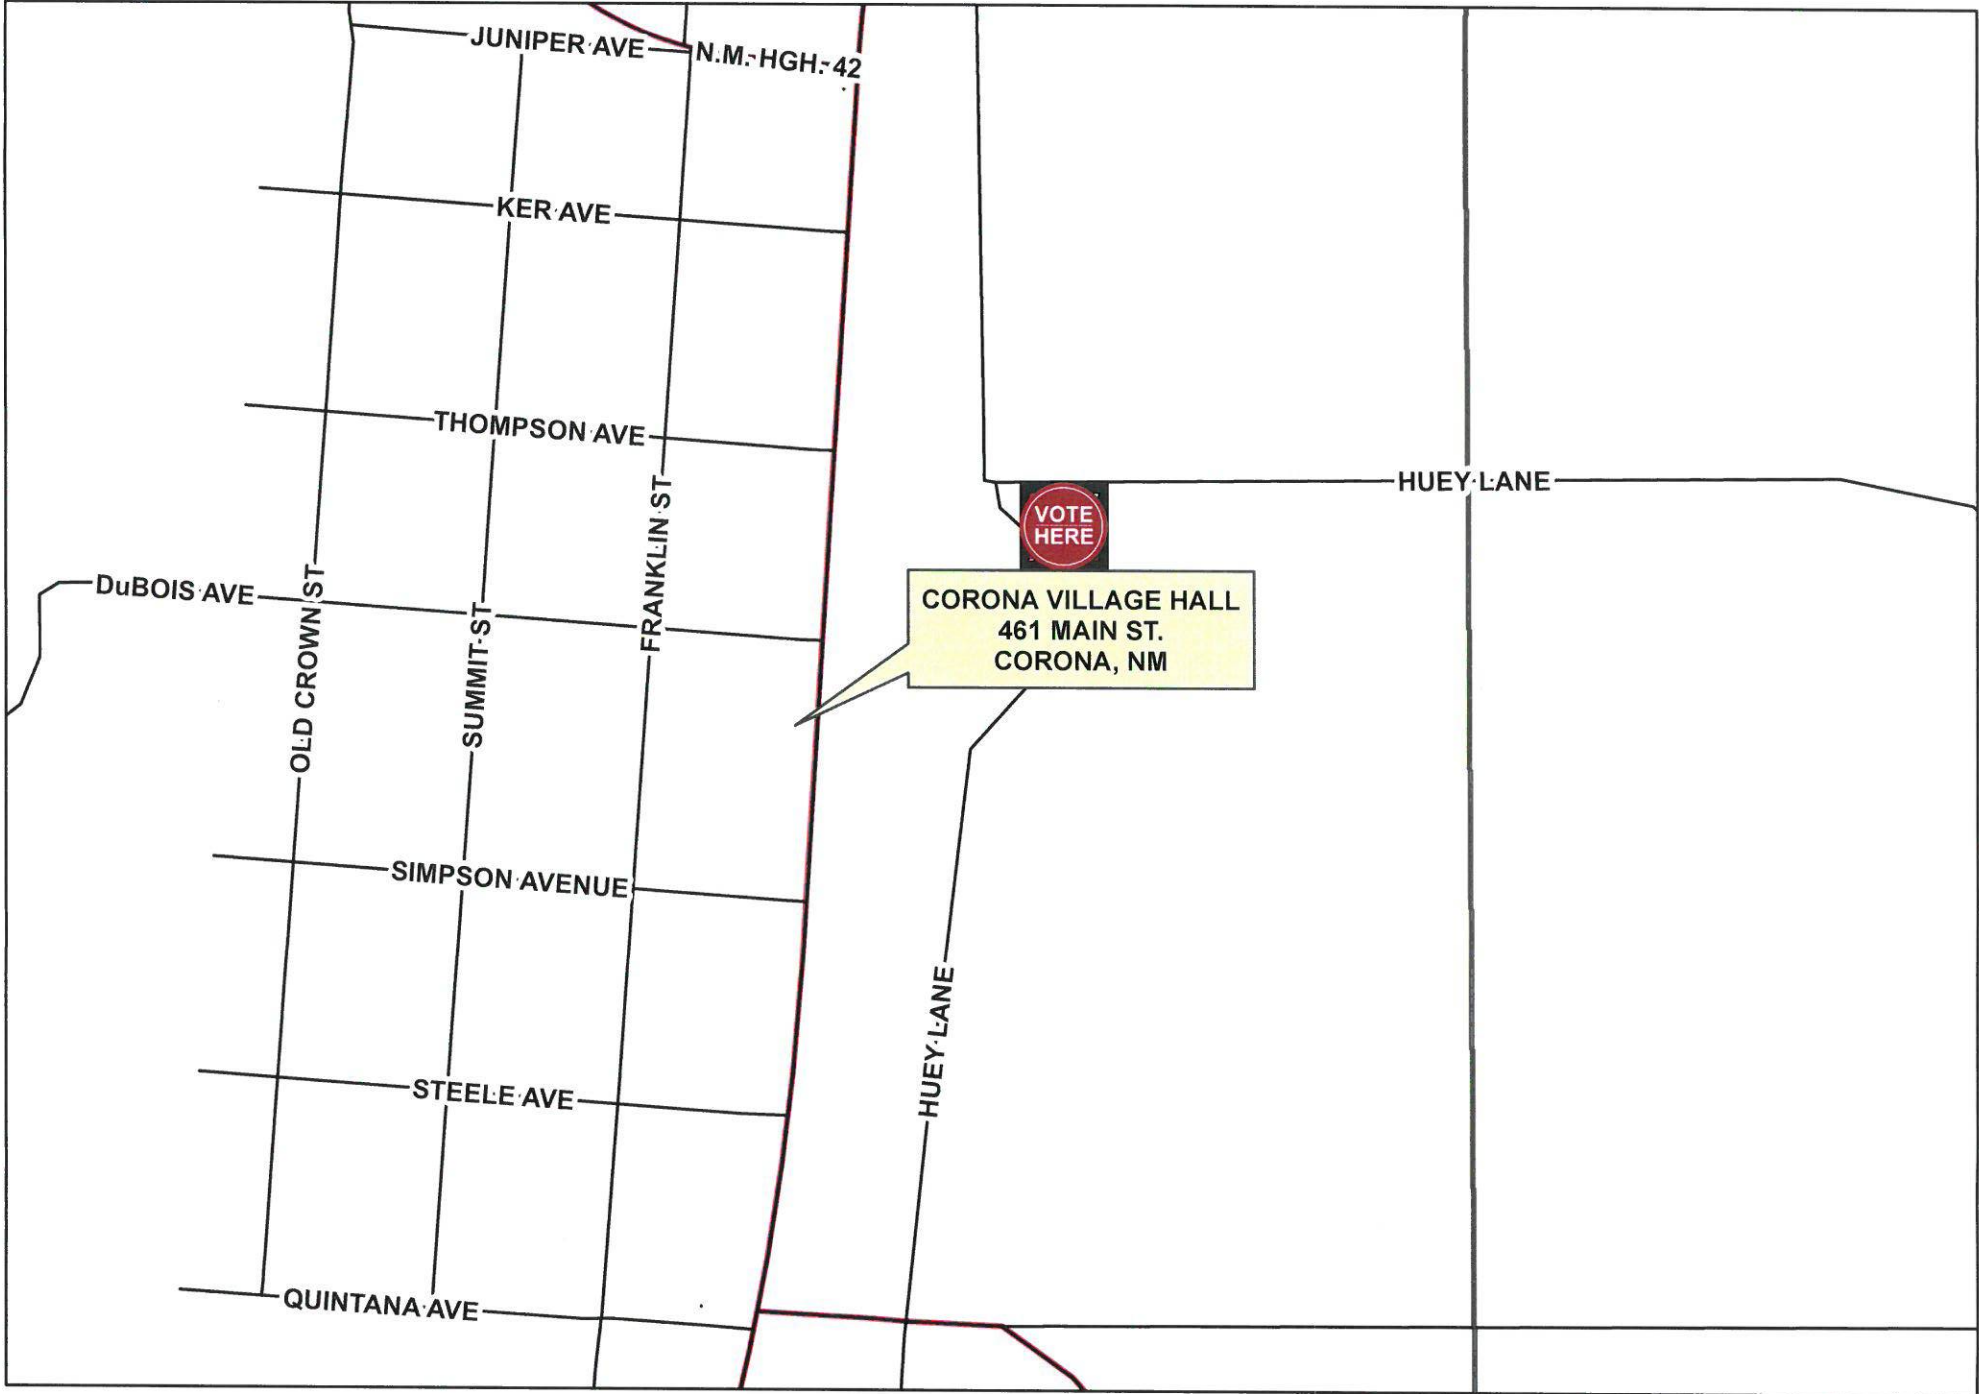 JUNIPER AVE
N.M. HGH. 42
KER AVE
THOMPSON AVE
HUEY LANE
FRANKLIN ST
VOTE
HERE
DuBOIS AVE
OLD CROWN ST
SUMMIT ST
CORONA VILLAGE HALL
461 MAIN ST.
CORONA, NM
SIMPSON AVENUE
HUEY LANE
STEELE AVE
QUINTANA AVE